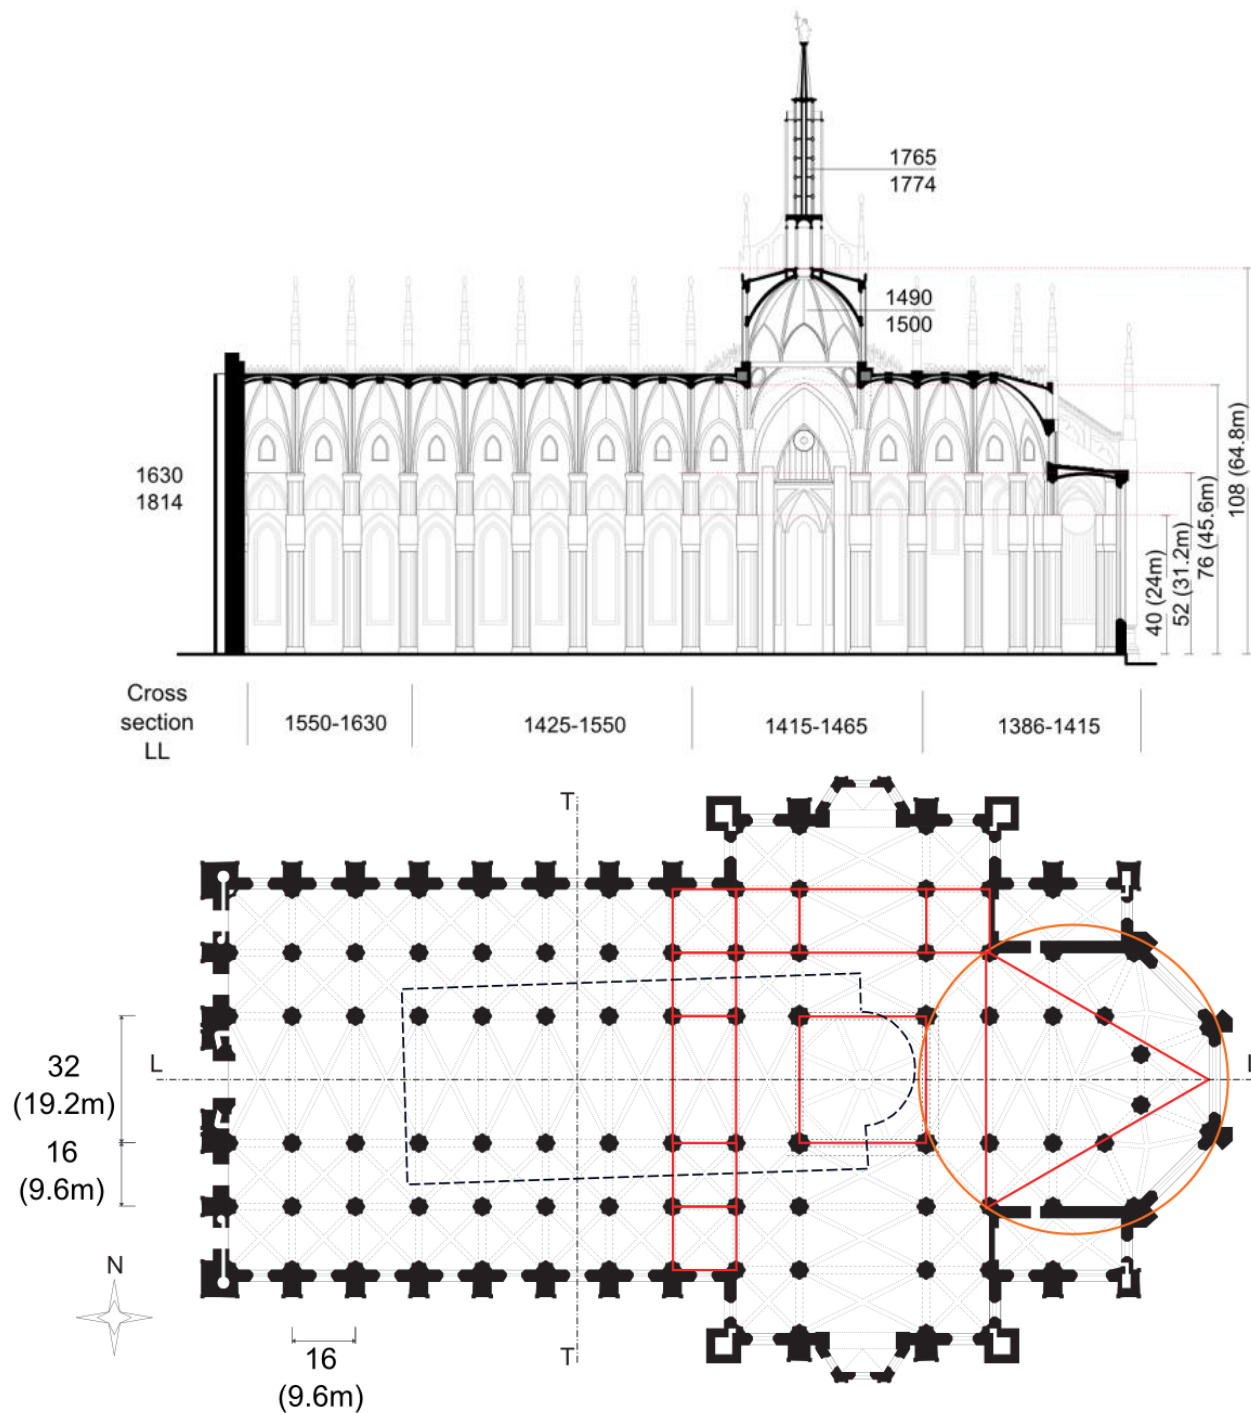 1765
1774
1490
1500
1630
1814
40 (24m)
52 (31.2m)
76 (45.6m)
108 (64.8m)
Cross
section
LL
1550-1630
1425-1550
1415-1465
1386-1415
T
L
L
32
(19.2m)
16
(9.6m)
N
16
(9.6m)
T